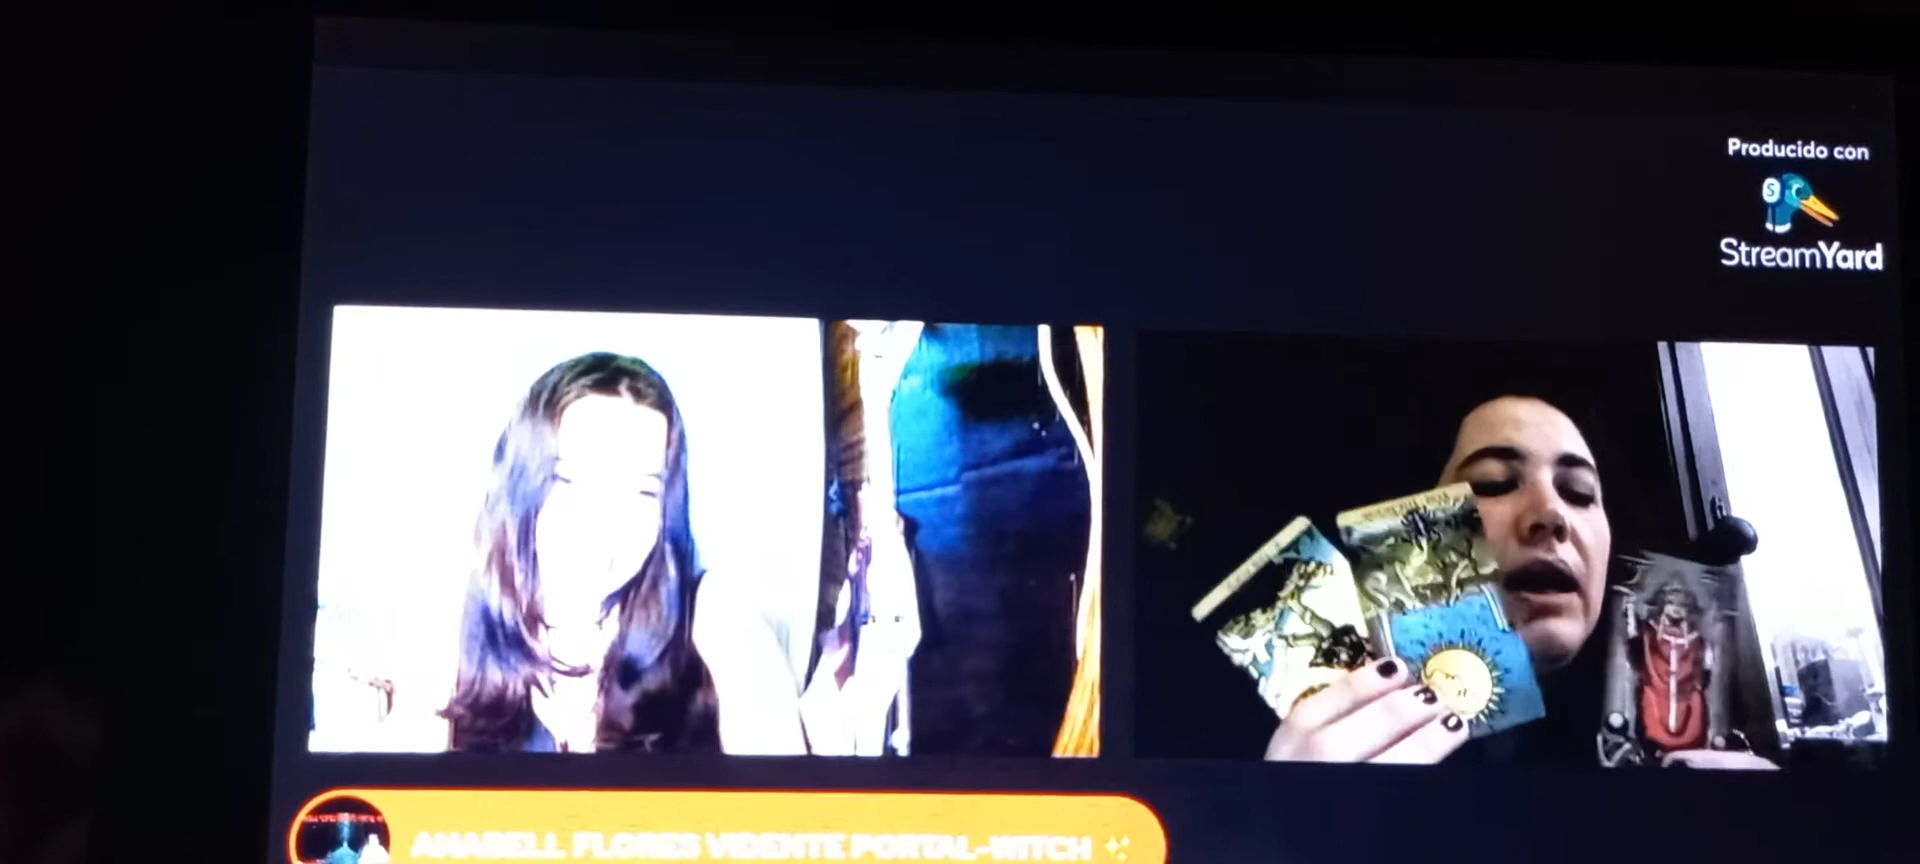 Producido con
StreamYard
ANABELL FLORES VIDENTE PORTAL-WITCH ✨